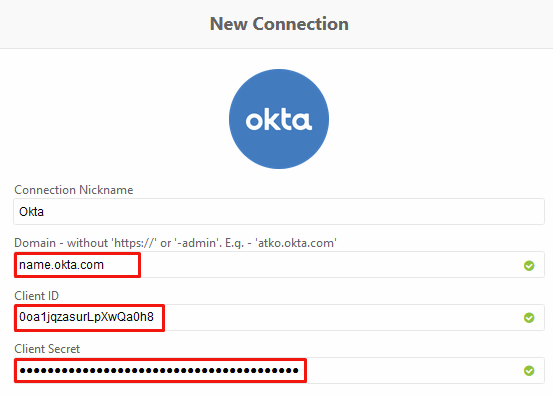 New Connection
okta
Connection Nickname
Okta
Domain - without 'https://' or '-admin'. E.g. - 'atko.okta.com'
name.okta.com
Client ID
0oa1jqzasurLpXwQa0h8
Client Secret
••••••••••••••••••••••••••••••••••••••••